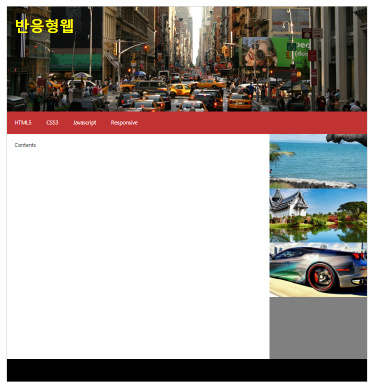 반응형웹
HTML5 CSS3 Javascript Responsive
Contents